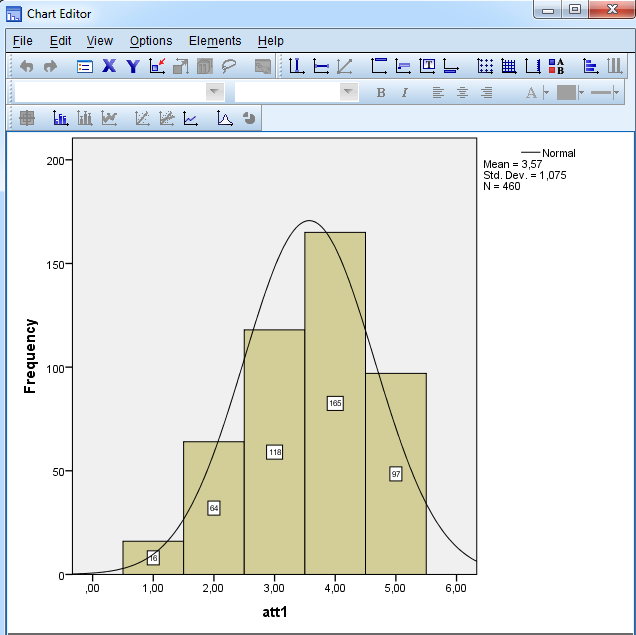 Chart Editor
File Edit View Options Elements Help
X Y T A B
B I A
Normal
Mean = 3,57
Std. Dev. = 1,075
N = 460
200
150
100
50
0
Frequency
16
64
118
165
97
,00 1,00 2,00 3,00 4,00 5,00 6,00
att1